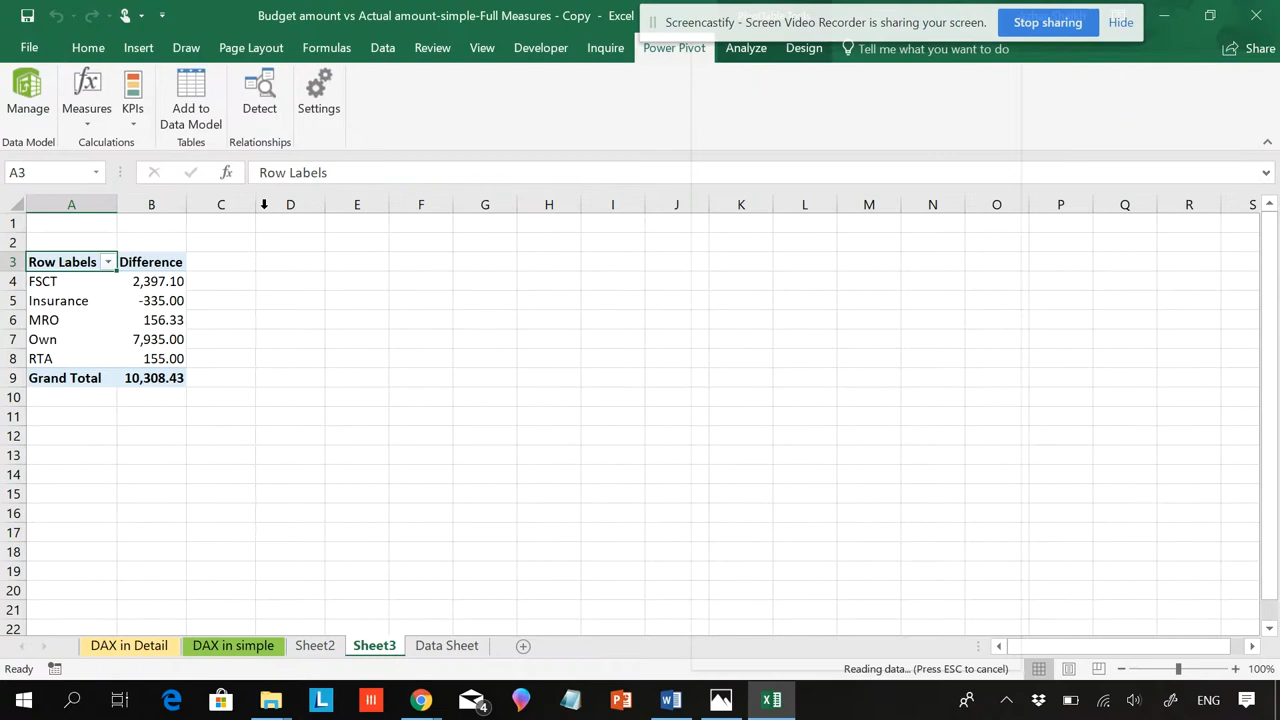 Budget amount vs Actual amount-simple-Full Measures - Copy - Excel
Screencastify - Screen Video Recorder is sharing your screen.
Stop sharing
Hide
File Home Insert Draw Page Layout Formulas Data Review View Developer Inquire Power Pivot Analyze Design Tell me what you want to do Share
Manage Measures KPIs Add to Data Model Detect Settings
Data Model Calculations Tables Relationships
A3 fx Row Labels
A B C D E F G H I J K L M N O P Q R S
1
2
3 Row Labels Difference
4 FSCT 2,397.10
5 Insurance -335.00
6 MRO 156.33
7 Own 7,935.00
8 RTA 155.00
9 Grand Total 10,308.43
10
11
12
13
14
15
16
17
18
19
20
21
22
DAX in Detail DAX in simple Sheet2 Sheet3 Data Sheet
Ready Reading data... (Press ESC to cancel) 100%
4 ENG